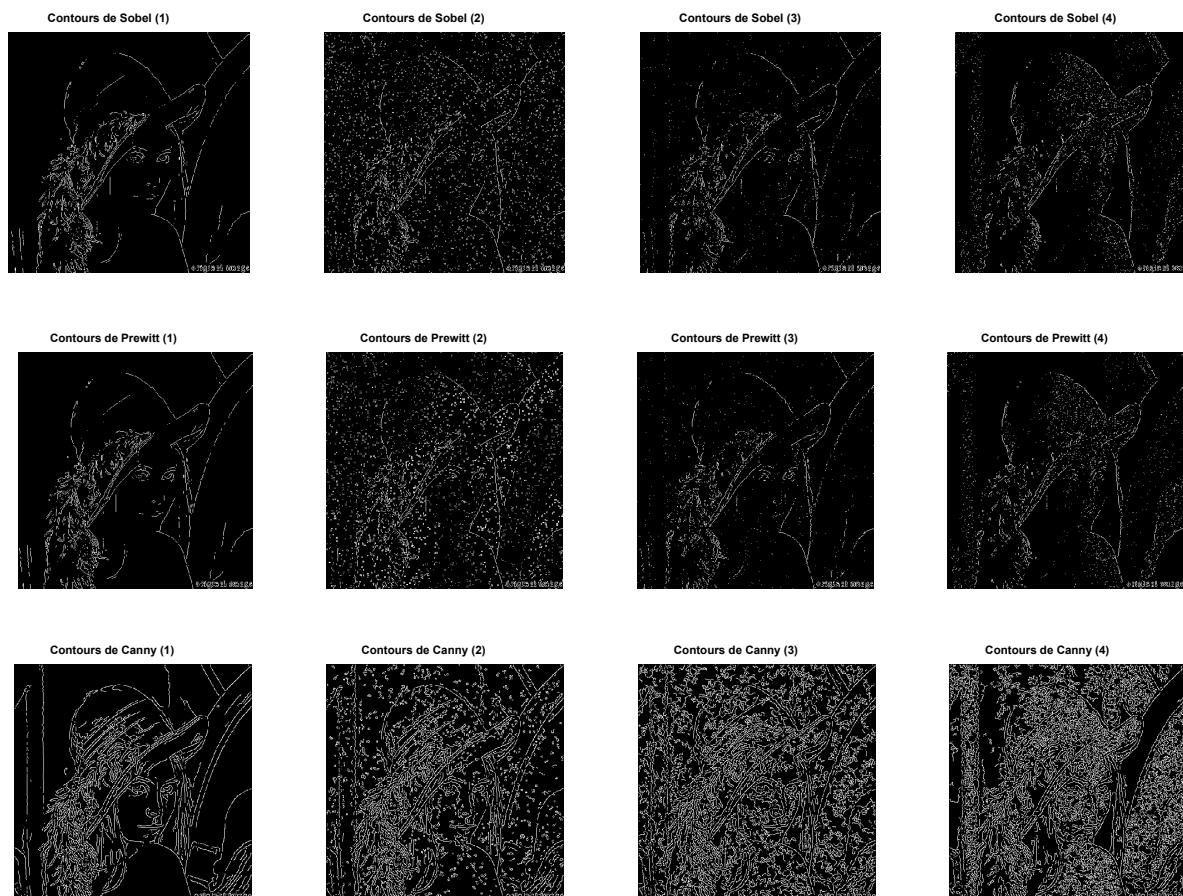 Contours de Sobel (1)
Contours de Sobel (2)
Contours de Sobel (3)
Contours de Sobel (4)
Contours de Prewitt (1)
Contours de Prewitt (2)
Contours de Prewitt (3)
Contours de Prewitt (4)
Contours de Canny (1)
Contours de Canny (2)
Contours de Canny (3)
Contours de Canny (4)